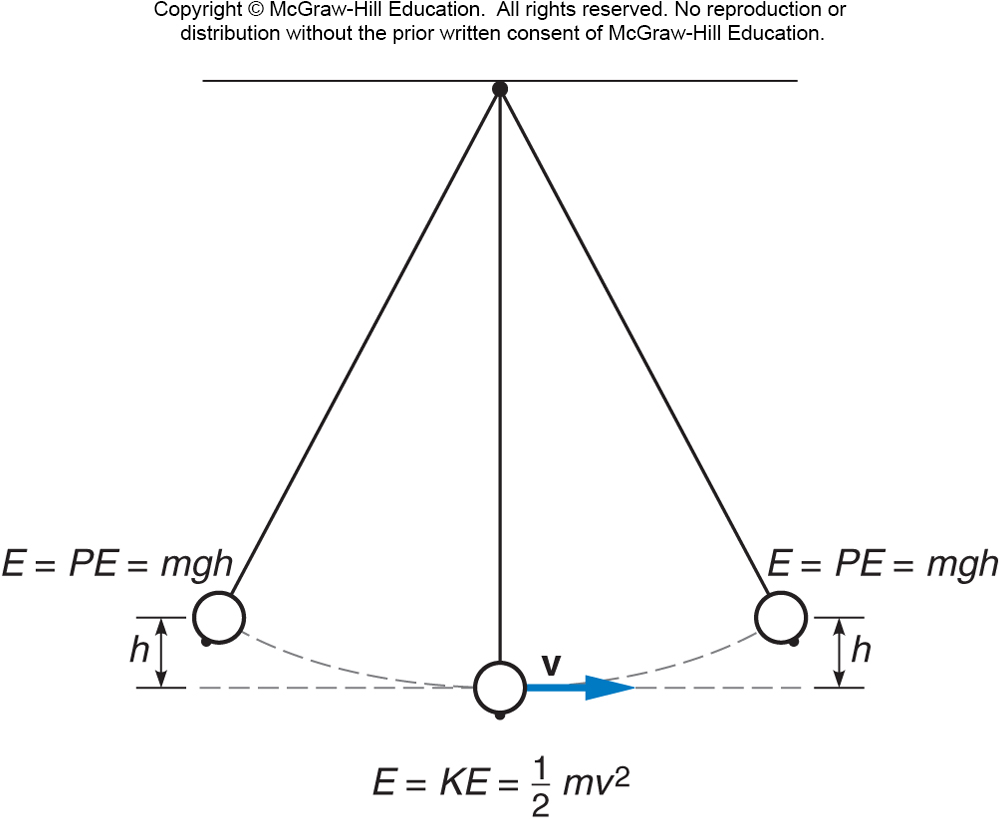 Copyright © McGraw-Hill Education.  All rights reserved. No reproduction or
distribution without the prior written consent of McGraw-Hill Education.
E = PE = mgh
E = PE = mgh
h
h
v
E = KE = 1/2 mv²